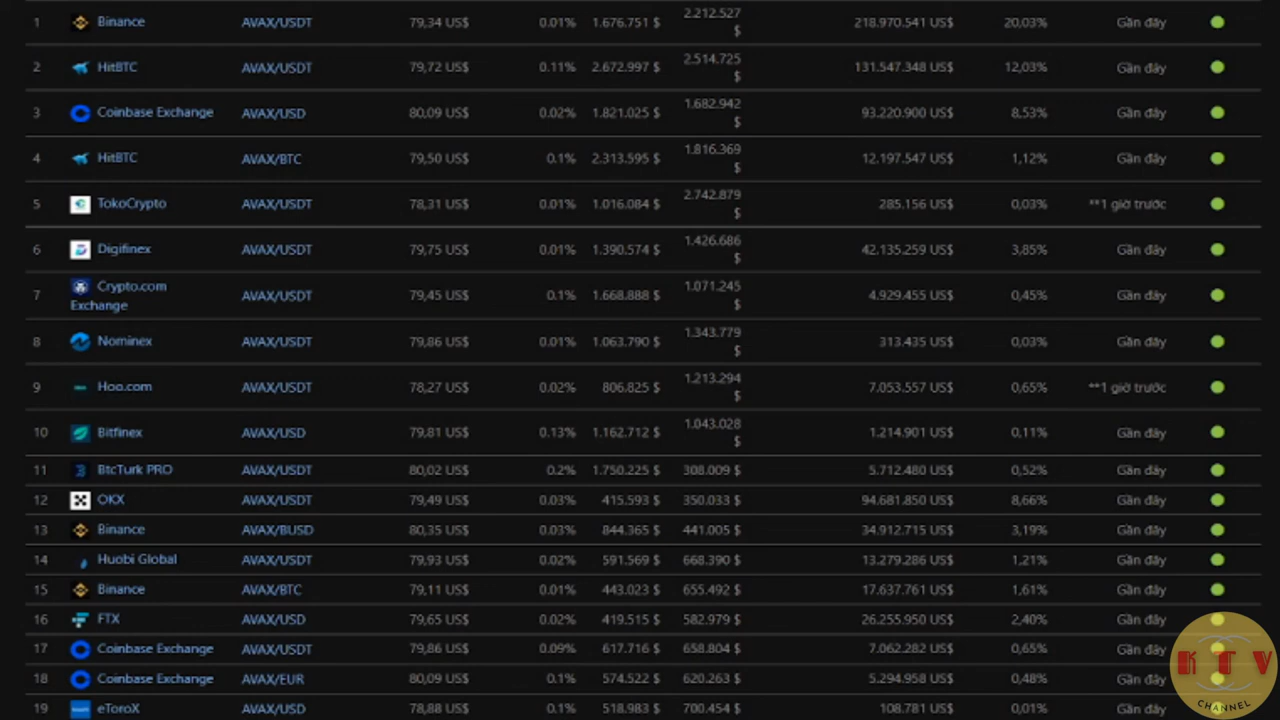 1 Binance AVAX/USDT 79,34 US$ 0.01% 1.676.751 $ 2.212.527 $ 218.970.541 US$ 20,03% Gần đây
2 HitBTC AVAX/USDT 79,72 US$ 0.11% 2.672.997 $ 2.514.725 $ 131.547.348 US$ 12,03% Gần đây
3 Coinbase Exchange AVAX/USD 80,09 US$ 0.02% 1.821.025 $ 1.682.942 $ 93.220.900 US$ 8,53% Gần đây
4 HitBTC AVAX/BTC 79,50 US$ 0.1% 2.313.595 $ 1.816.369 $ 12.197.547 US$ 1,12% Gần đây
5 TokoCrypto AVAX/USDT 78,31 US$ 0.01% 1.016.084 $ 2.742.879 $ 285.156 US$ 0,03% **1 giờ trước
6 Digifinex AVAX/USDT 79,75 US$ 0.01% 1.390.574 $ 1.426.686 $ 42.135.259 US$ 3,85% Gần đây
7 Crypto.com Exchange AVAX/USDT 79,45 US$ 0.1% 1.668.888 $ 1.071.245 $ 4.929.455 US$ 0,45% Gần đây
8 Nominex AVAX/USDT 79,86 US$ 0.01% 1.063.790 $ 1.343.779 $ 313.435 US$ 0,03% Gần đây
9 Hoo.com AVAX/USDT 78,27 US$ 0.02% 806.825 $ 1.213.294 $ 7.053.557 US$ 0,65% **1 giờ trước
10 Bitfinex AVAX/USD 79,81 US$ 0.13% 1.162.712 $ 1.043.028 $ 1.214.901 US$ 0,11% Gần đây
11 BtcTurk PRO AVAX/USDT 80,02 US$ 0.2% 1.750.225 $ 308.009 $ 5.712.480 US$ 0,52% Gần đây
12 OKX AVAX/USDT 79,49 US$ 0.03% 415.593 $ 350.033 $ 94.681.850 US$ 8,66% Gần đây
13 Binance AVAX/BUSD 80,35 US$ 0.03% 844.365 $ 441.005 $ 34.912.715 US$ 3,19% Gần đây
14 Huobi Global AVAX/USDT 79,93 US$ 0.02% 591.569 $ 668.390 $ 13.279.286 US$ 1,21% Gần đây
15 Binance AVAX/BTC 79,11 US$ 0.01% 443.023 $ 655.492 $ 17.637.761 US$ 1,61% Gần đây
16 FTX AVAX/USD 79,65 US$ 0.02% 419.515 $ 582.979 $ 26.255.950 US$ 2,40% Gần đây
17 Coinbase Exchange AVAX/USDT 79,86 US$ 0.09% 617.716 $ 658.804 $ 7.062.282 US$ 0,65% Gần đây
18 Coinbase Exchange AVAX/EUR 80,09 US$ 0.1% 574.522 $ 620.263 $ 5.294.958 US$ 0,48% Gần đây
19 eToroX AVAX/USD 78,88 US$ 0.1% 518.983 $ 700.454 $ 108.781 US$ 0,01% Gần đây
KTV
CHANNEL